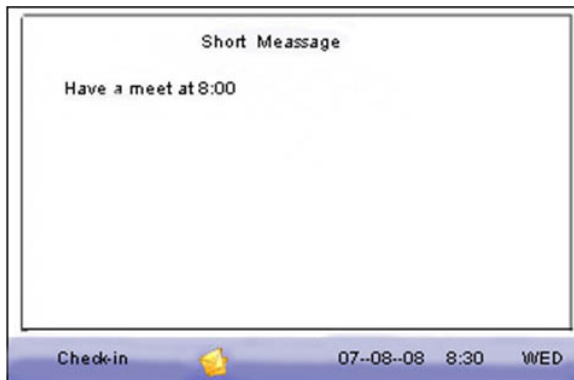 Short Meassage
Have a meet at 8:00
Check-in 07--08--08 8:30 WED